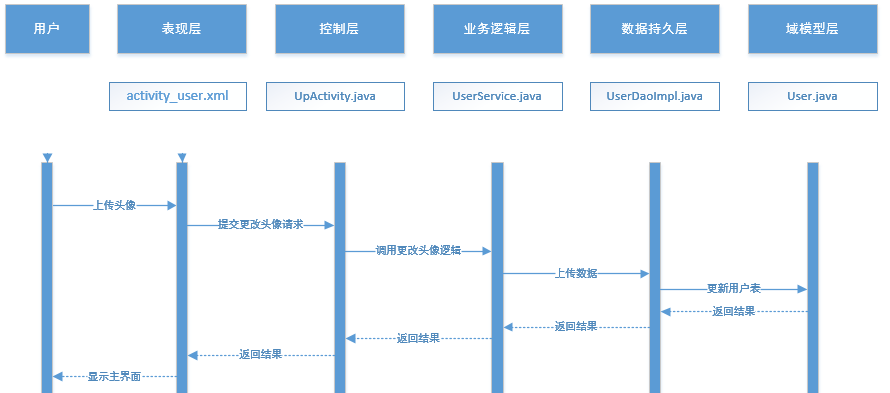 用户
表现层
控制层
业务逻辑层
数据持久层
域模型层
activity_user.xml
UpActivity.java
UserService.java
UserDaoImpl.java
User.java
上传头像
提交更改头像请求
调用更改头像逻辑
上传数据
更新用户表
返回结果
返回结果
返回结果
返回结果
显示主界面